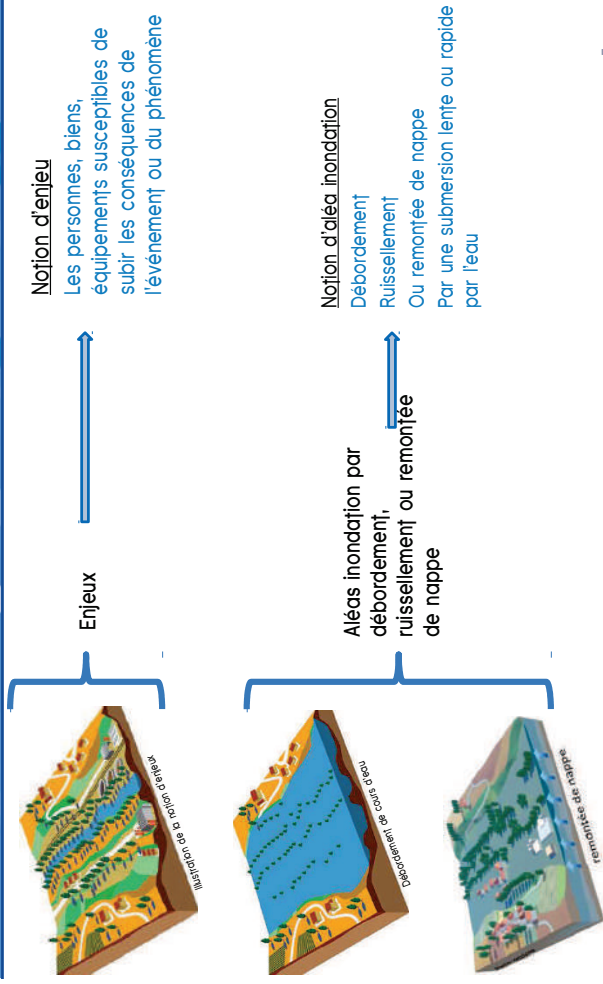 Illustration de la notion d'enjeux
Enjeux
Notion d'enjeu
Les personnes, biens,
équipements susceptibles de
subir les conséquences de
l'événement ou du phénomène
Débordement de cours d'eau
remontée de nappe
Aléas inondation par
débordement,
ruissellement ou remontée
de nappe
Notion d'aléa inondation
Débordement
Ruissellement
Ou remontée de nappe
Par une submersion lente ou rapide
par l'eau